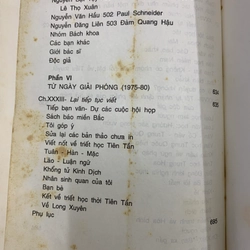 Lê Thọ Xuân
Nguyễn Văn Hầu 502 Paul Schneider
Nguyễn Đăng Liên 503 Đàm Quang Hậu
Nhóm Bách khoa
Các bạn khác
Giới bác sĩ
Độc giả
Phần VI
TỪ NGÀY GIẢI PHÓNG (1975-80)
Ch.XXXIII- Lại tiếp tục viết
Tiếp bạn văn- Dự các cuộc hội họp
Sách báo miền Bắc
Tôi góp ý
Sửa lại các bản thảo chưa in
Viết nốt về triết học Tiên Tần
Tuân - Hàn - Mặc
Lão - Luận ngữ
Khổng tử Kinh Dịch
Nhân sinh quan của tôi
Bạn bè
Kết về triết học thời Tiên Tần
Về Long Xuyên
Phụ lục